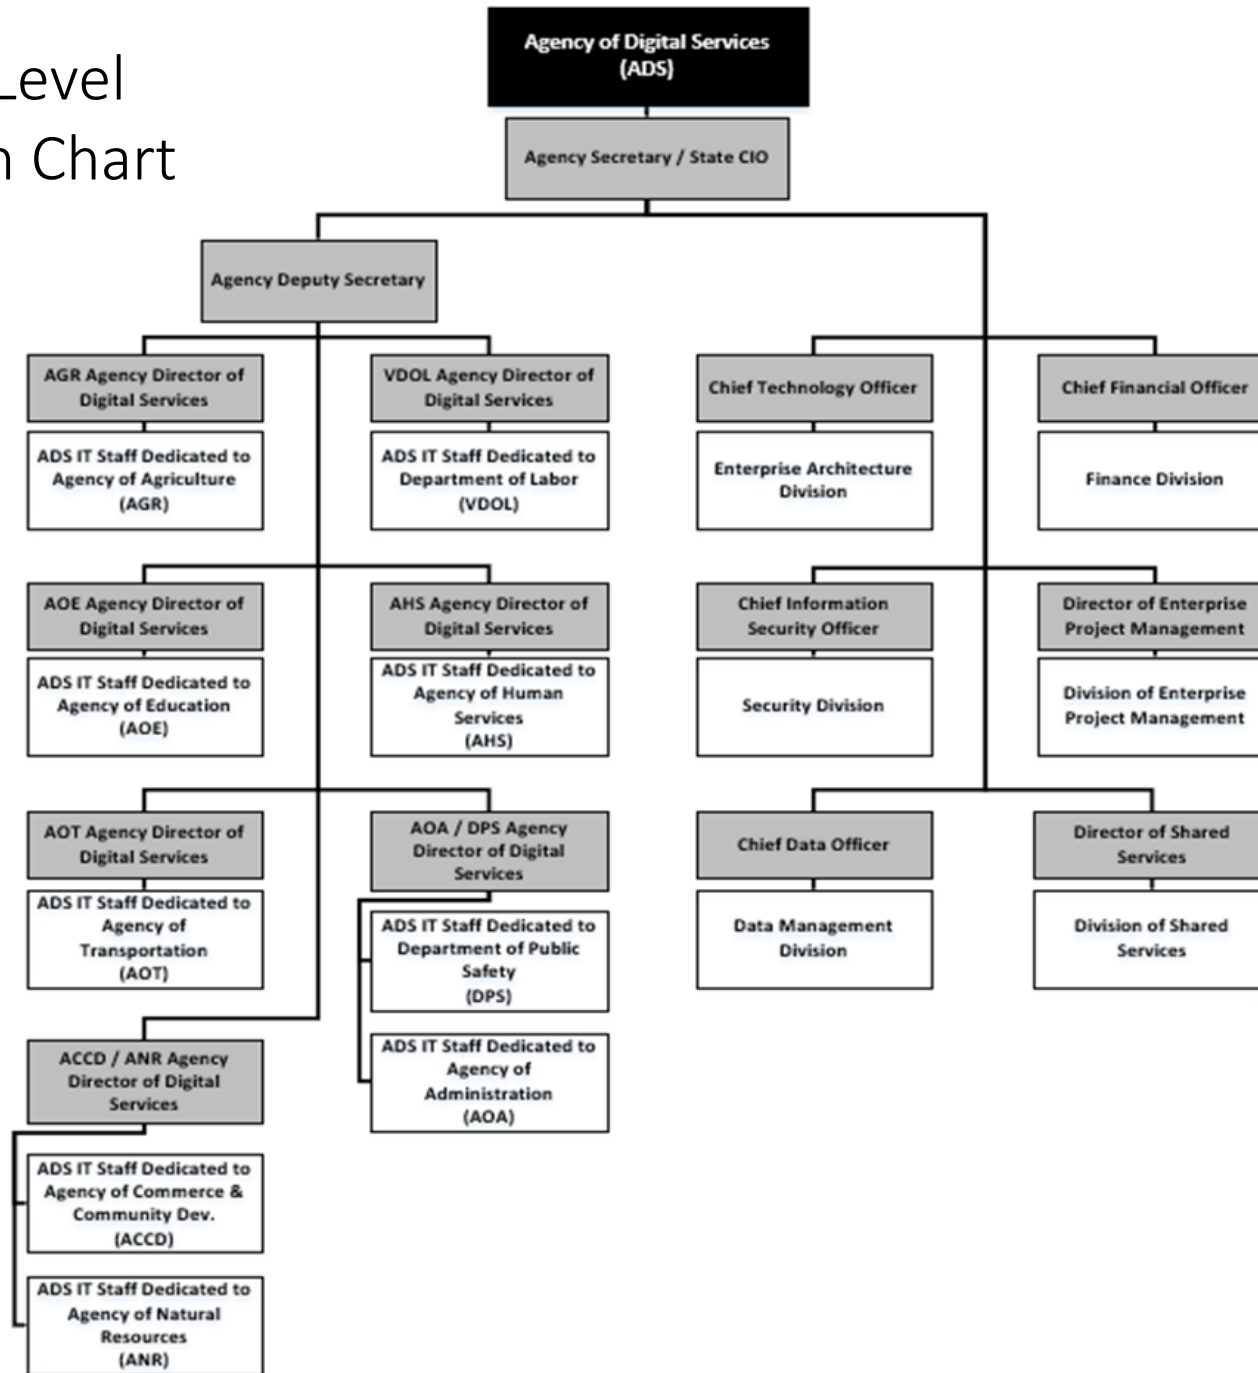 Level
Chart
Agency of Digital Services
(ADS)
Agency Secretary / State CIO
Agency Deputy Secretary
AGR Agency Director of
Digital Services
ADS IT Staff Dedicated to
Agency of Agriculture
(AGR)
VDOL Agency Director of
Digital Services
ADS IT Staff Dedicated to
Department of Labor
(VDOL)
Chief Technology Officer
Enterprise Architecture
Division
Chief Financial Officer
Finance Division
AOE Agency Director of
Digital Services
ADS IT Staff Dedicated to
Agency of Education
(AOE)
AHS Agency Director of
Digital Services
ADS IT Staff Dedicated to
Agency of Human
Services
(AHS)
Chief Information
Security Officer
Security Division
Director of Enterprise
Project Management
Division of Enterprise
Project Management
AOT Agency Director of
Digital Services
ADS IT Staff Dedicated to
Agency of
Transportation
(AOT)
AOA / DPS Agency
Director of Digital
Services
ADS IT Staff Dedicated to
Department of Public
Safety
(DPS)
ADS IT Staff Dedicated to
Agency of
Administration
(AOA)
Chief Data Officer
Data Management
Division
Director of Shared
Services
Division of Shared
Services
ACCD / ANR Agency
Director of Digital
Services
ADS IT Staff Dedicated to
Agency of Commerce &
Community Dev.
(ACCD)
ADS IT Staff Dedicated to
Agency of Natural
Resources
(ANR)